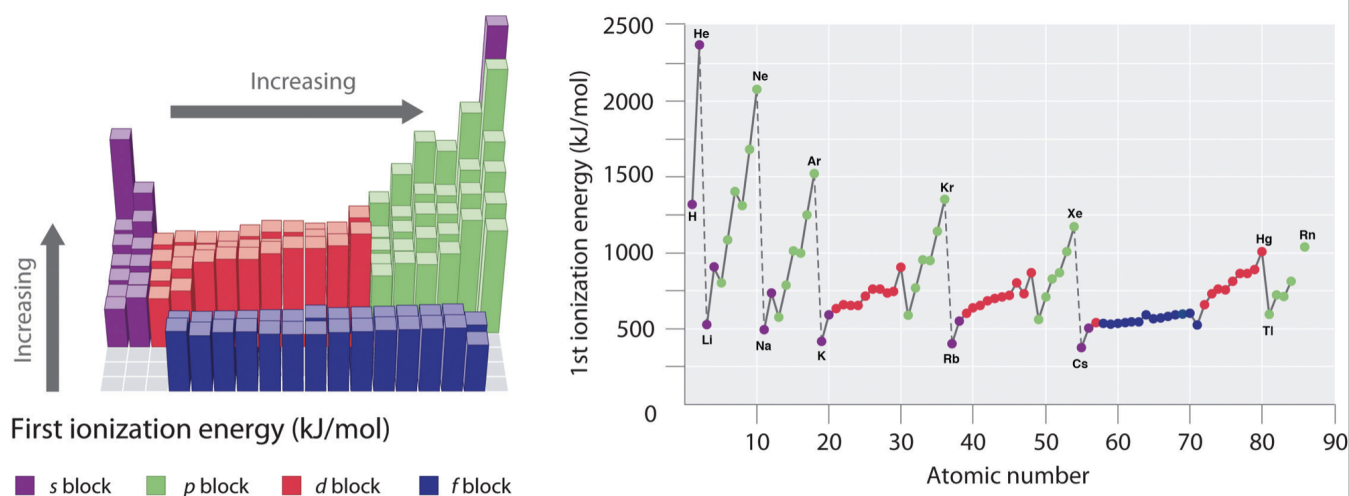 Increasing
Increasing
First ionization energy (kJ/mol)
s block
p block
d block
f block
1st ionization energy (kJ/mol)
2500
2000
1500
1000
500
0
He
Ne
Ar
H
Kr
Xe
Hg
Rn
Li
Na
K
Rb
Cs
Tl
10 20 30 40 50 60 70 80 90
Atomic number